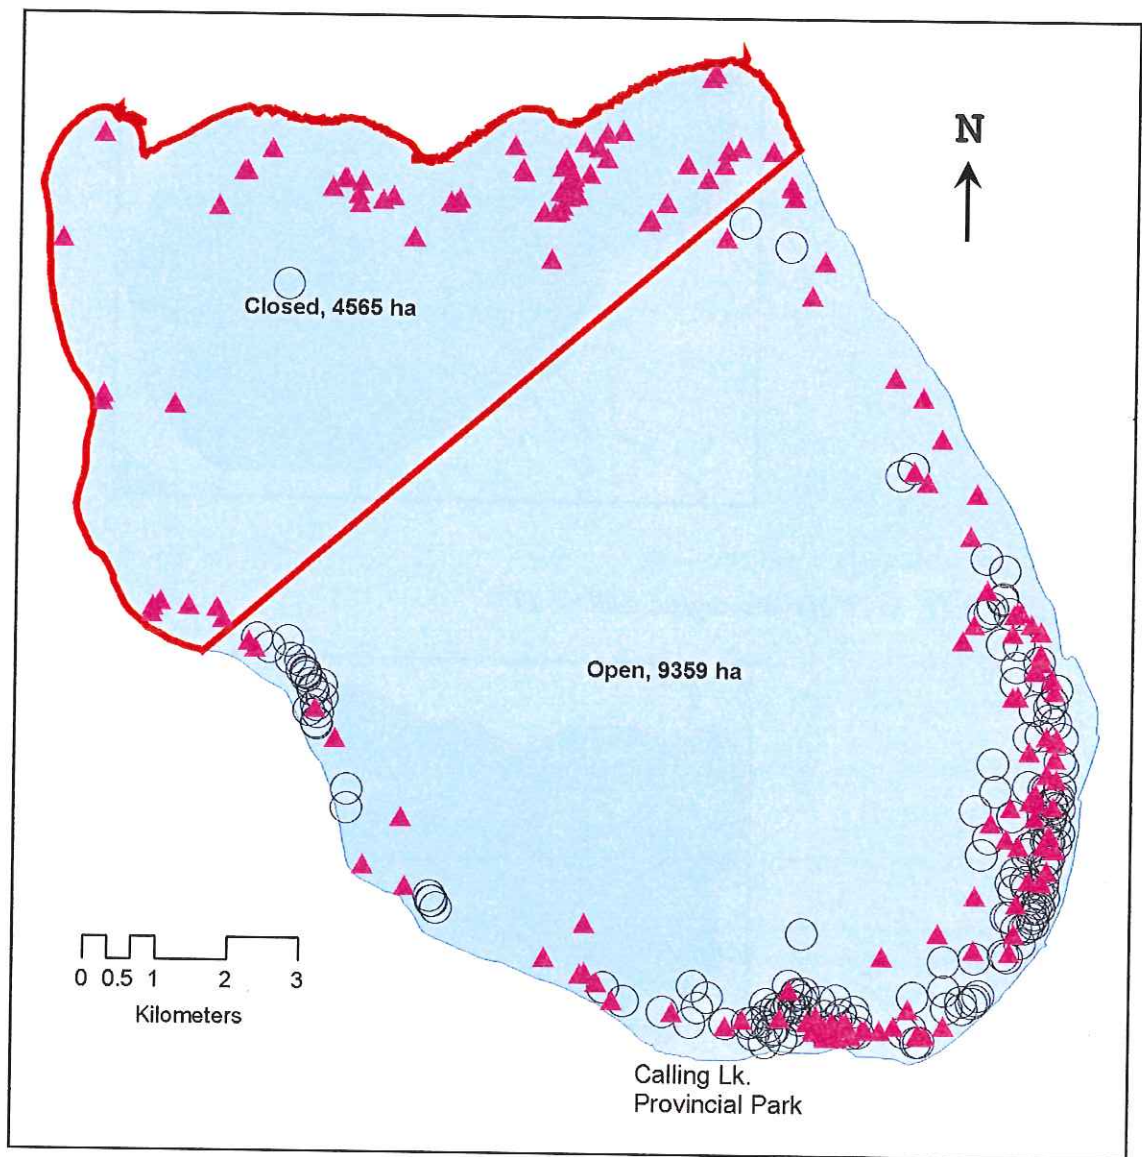 N
Closed, 4565 ha
Open, 9359 ha
0 0.5 1 2 3
Kilometers
Calling Lk.
Provincial Park